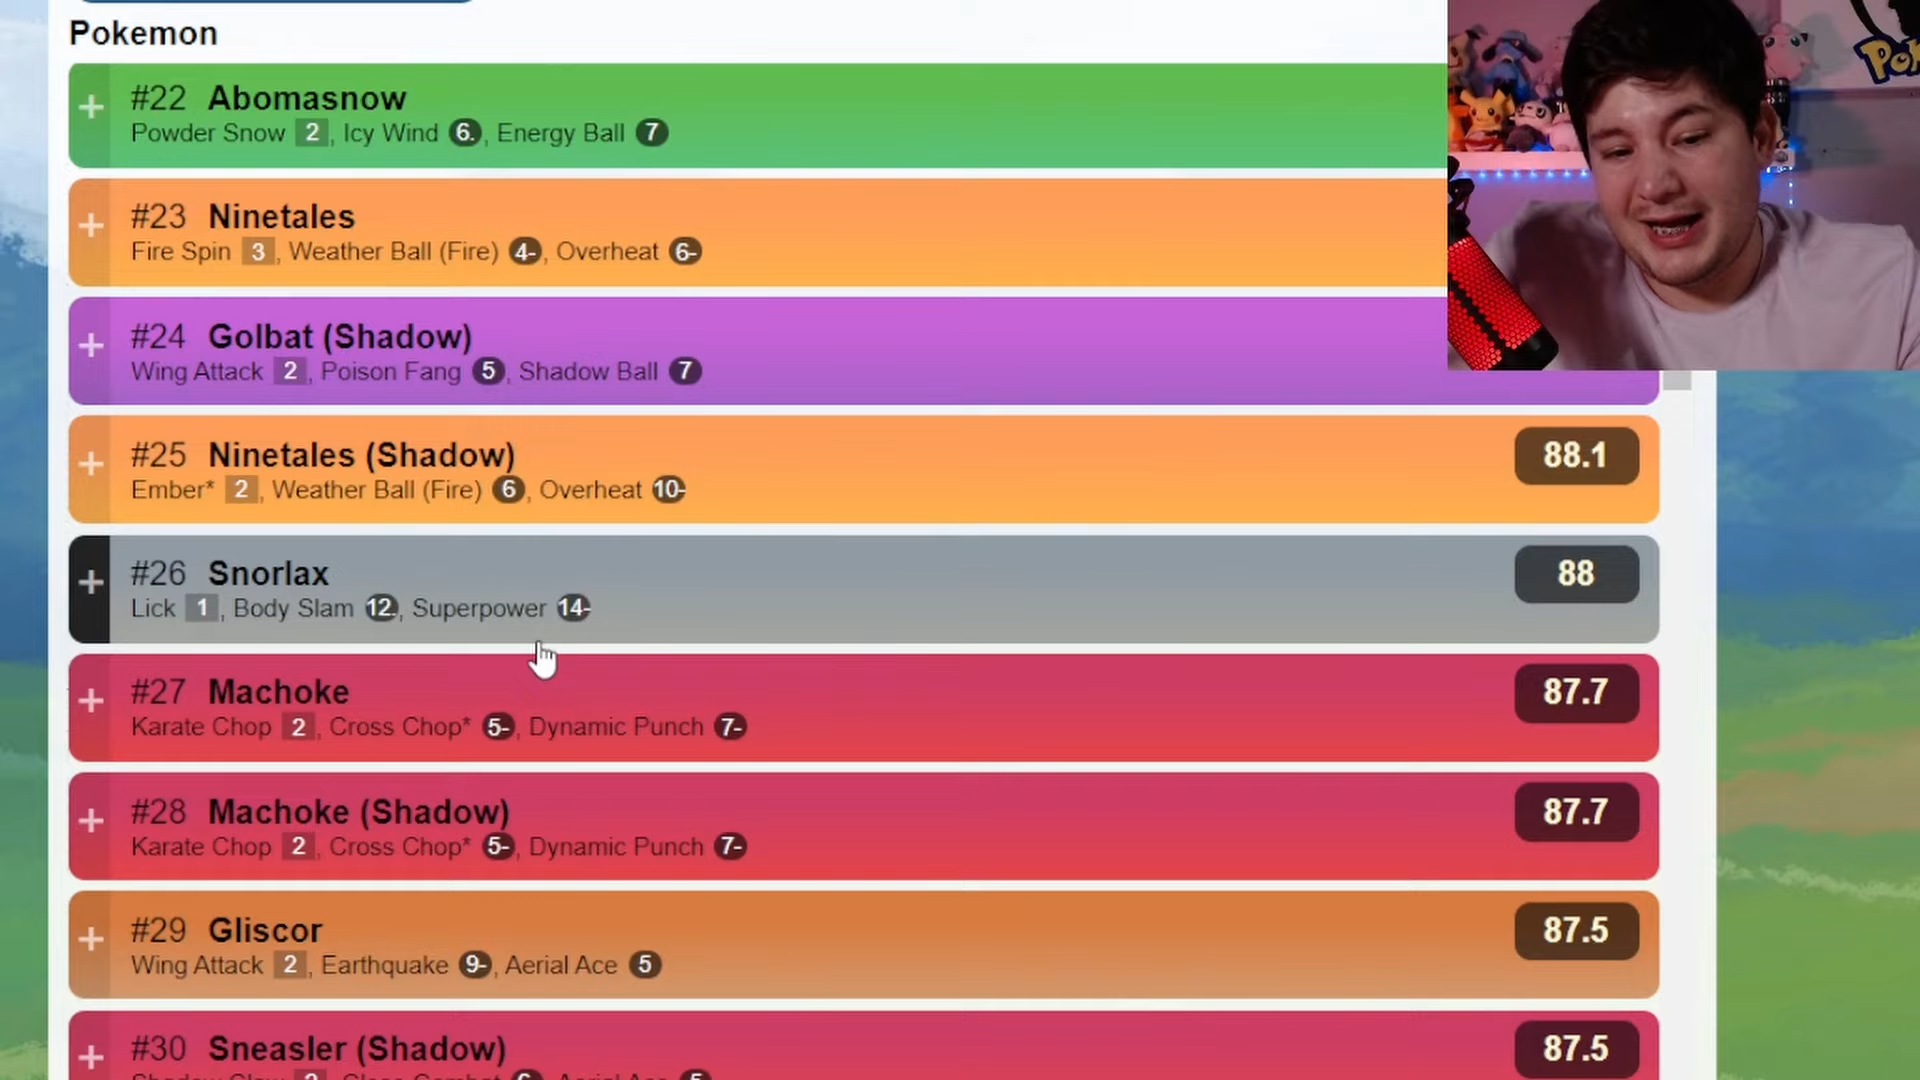 Pokemon
#22 Abomasnow
Powder Snow 2, Icy Wind 6., Energy Ball 7
#23 Ninetales
Fire Spin 3, Weather Ball (Fire) 4-, Overheat 6-
#24 Golbat (Shadow)
Wing Attack 2, Poison Fang 5, Shadow Ball 7
#25 Ninetales (Shadow) 88.1
Ember* 2, Weather Ball (Fire) 6, Overheat 10-
#26 Snorlax 88
Lick 1, Body Slam 12., Superpower 14-
#27 Machoke 87.7
Karate Chop 2, Cross Chop* 5-, Dynamic Punch 7-
#28 Machoke (Shadow) 87.7
Karate Chop 2, Cross Chop* 5-, Dynamic Punch 7-
#29 Gliscor 87.5
Wing Attack 2, Earthquake 9-, Aerial Ace 5
#30 Sneasler (Shadow) 87.5